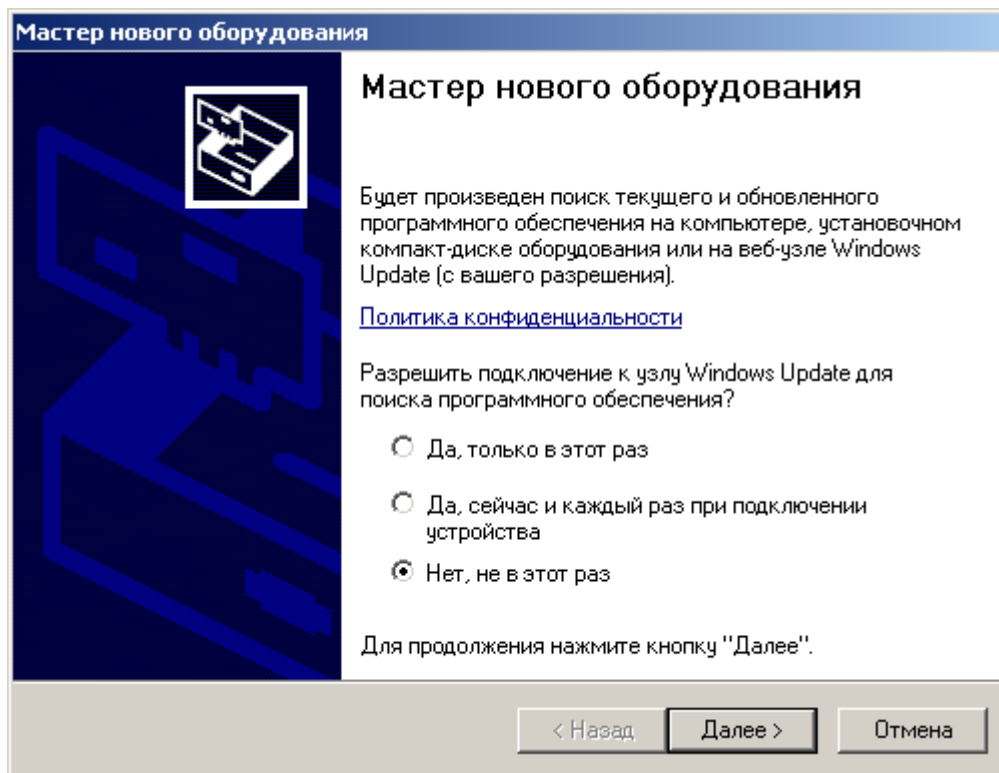 Мастер нового оборудования
Мастер нового оборудования
Будет произведен поиск текущего и обновленного
программного обеспечения на компьютере, установочном
компакт-диске оборудования или на веб-узле Windows
Update (с вашего разрешения).
Политика конфиденциальности
Разрешить подключение к узлу Windows Update для
поиска программного обеспечения?
Да, только в этот раз
Да, сейчас и каждый раз при подключении
устройства
Нет, не в этот раз
Для продолжения нажмите кнопку "Далее".
< Назад
Далее >
Отмена